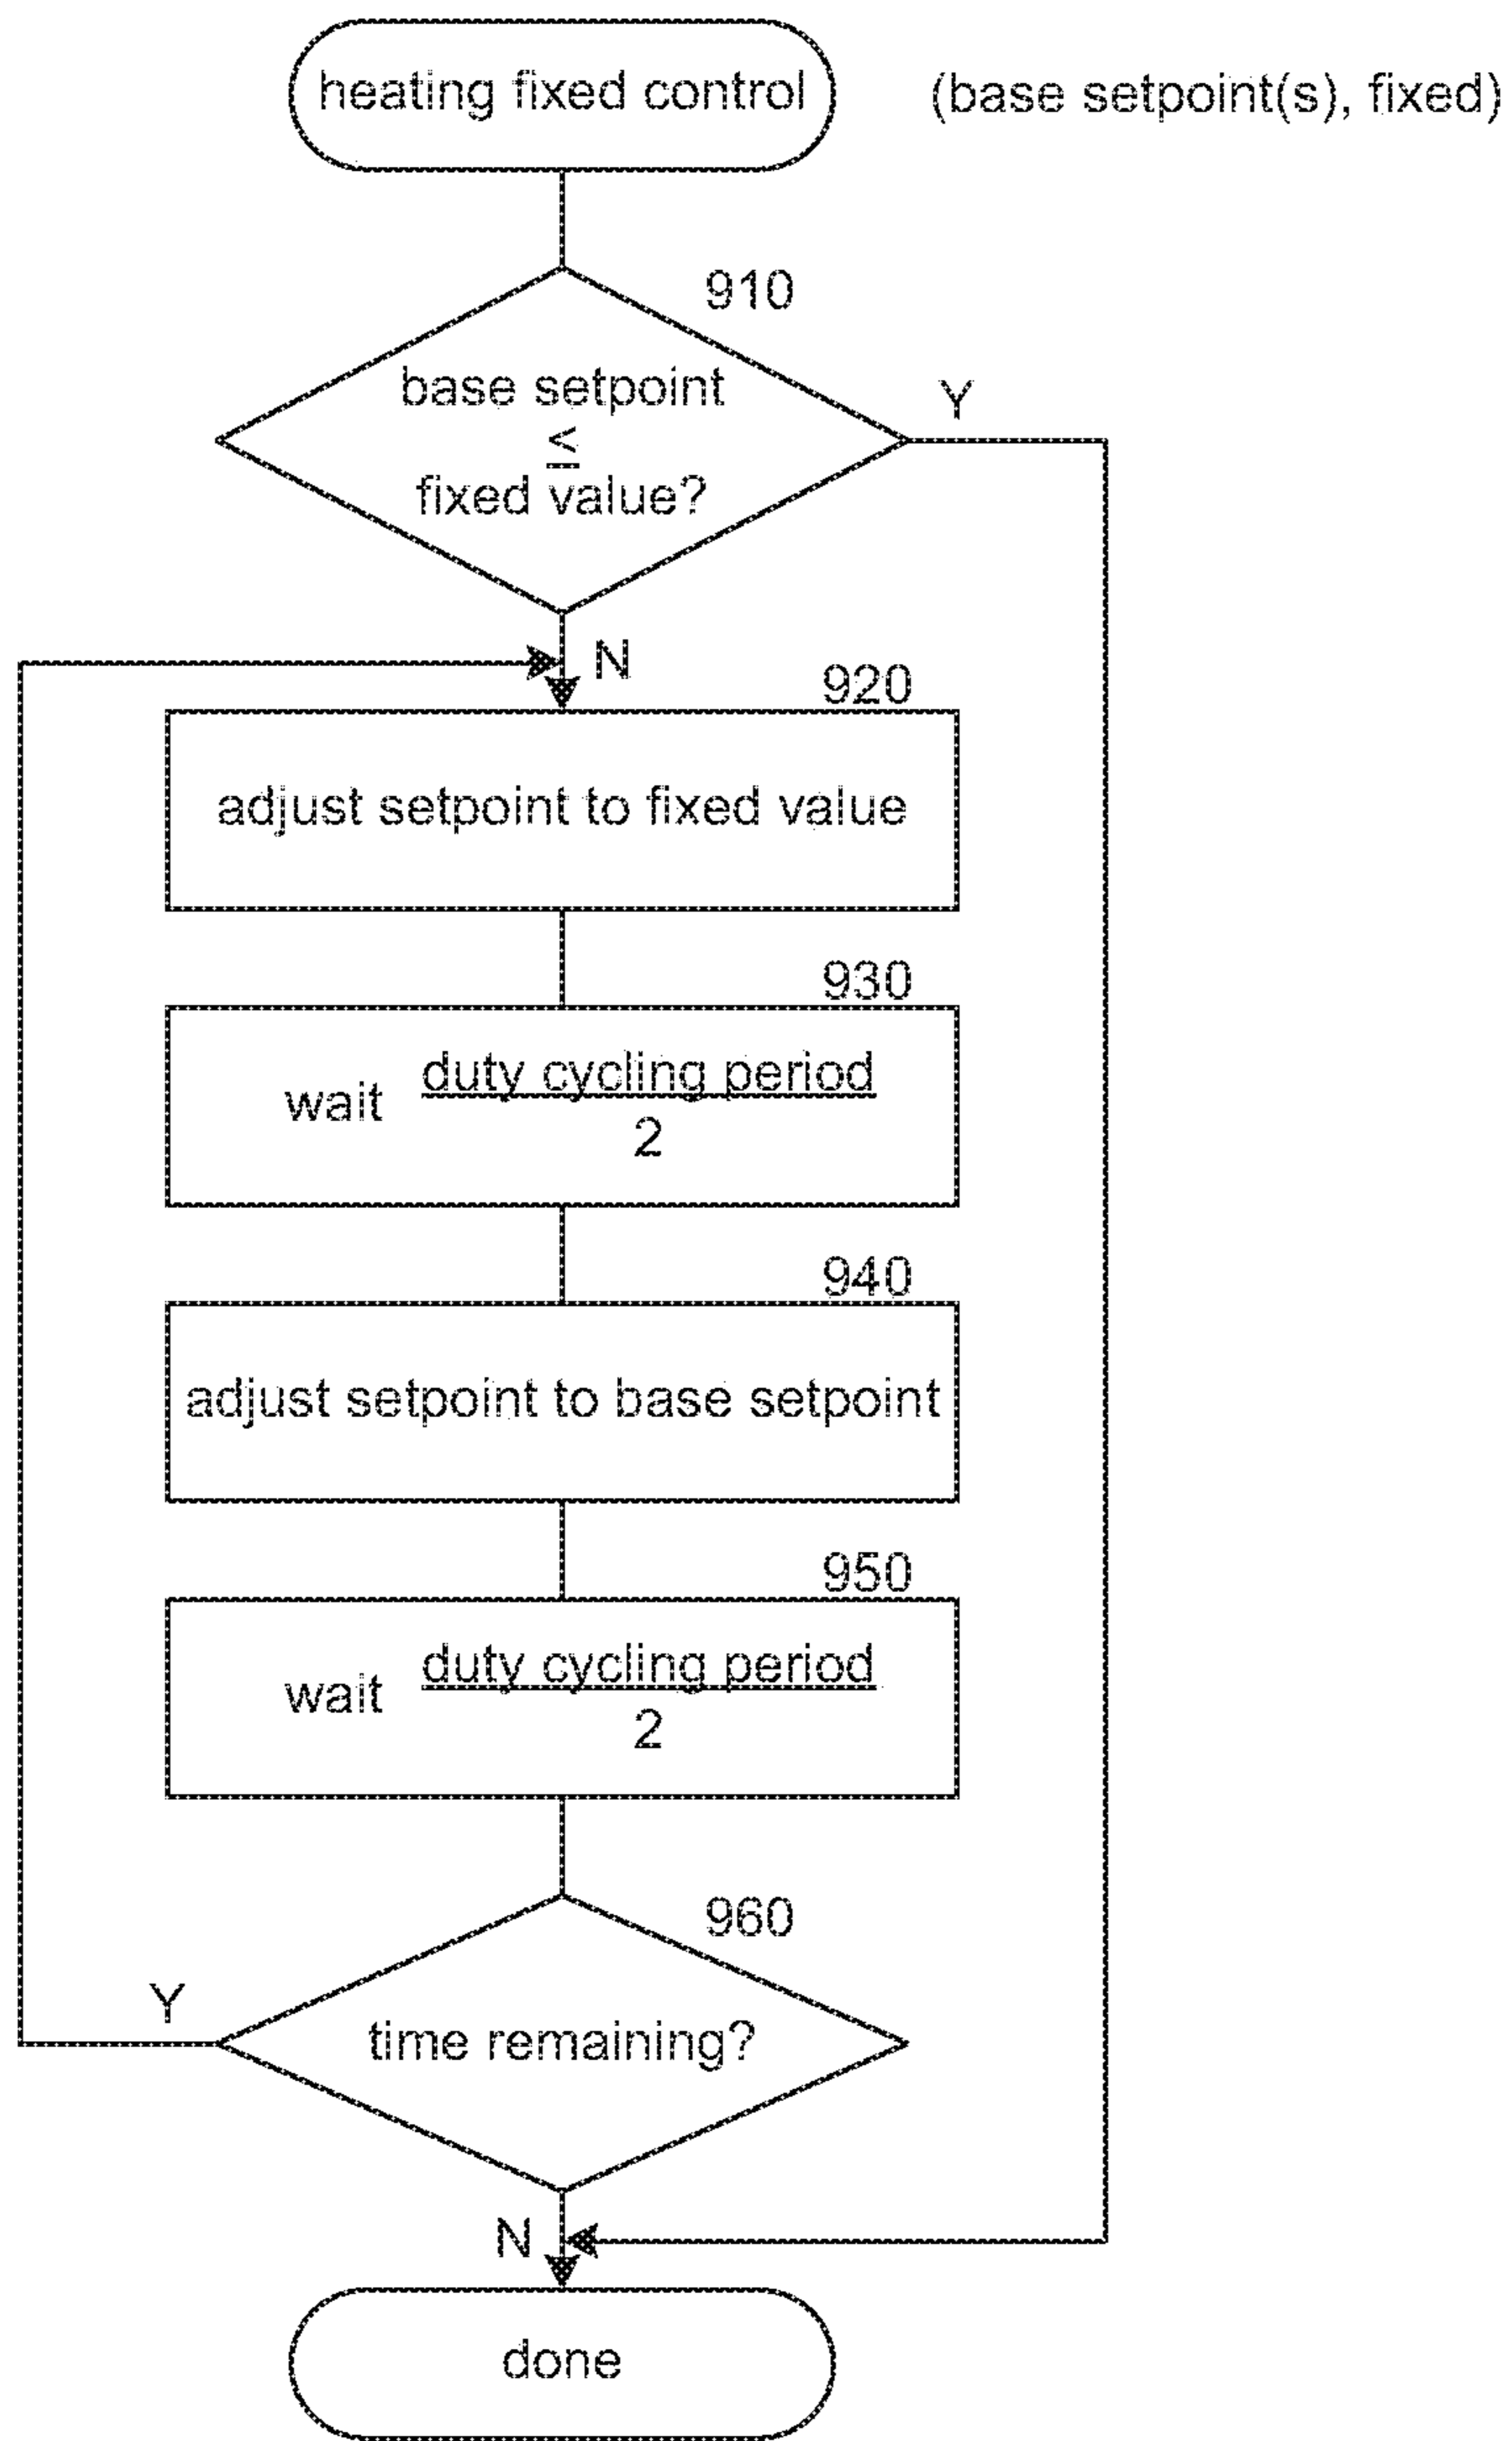 heating fixed control
(base setpoint(s), fixed)
910
base setpoint
≤
fixed value?
Y
N
920
adjust setpoint to fixed value
930
wait duty cycling period
2
940
adjust setpoint to base setpoint
950
wait duty cycling period
2
960
Y
time remaining?
N
done